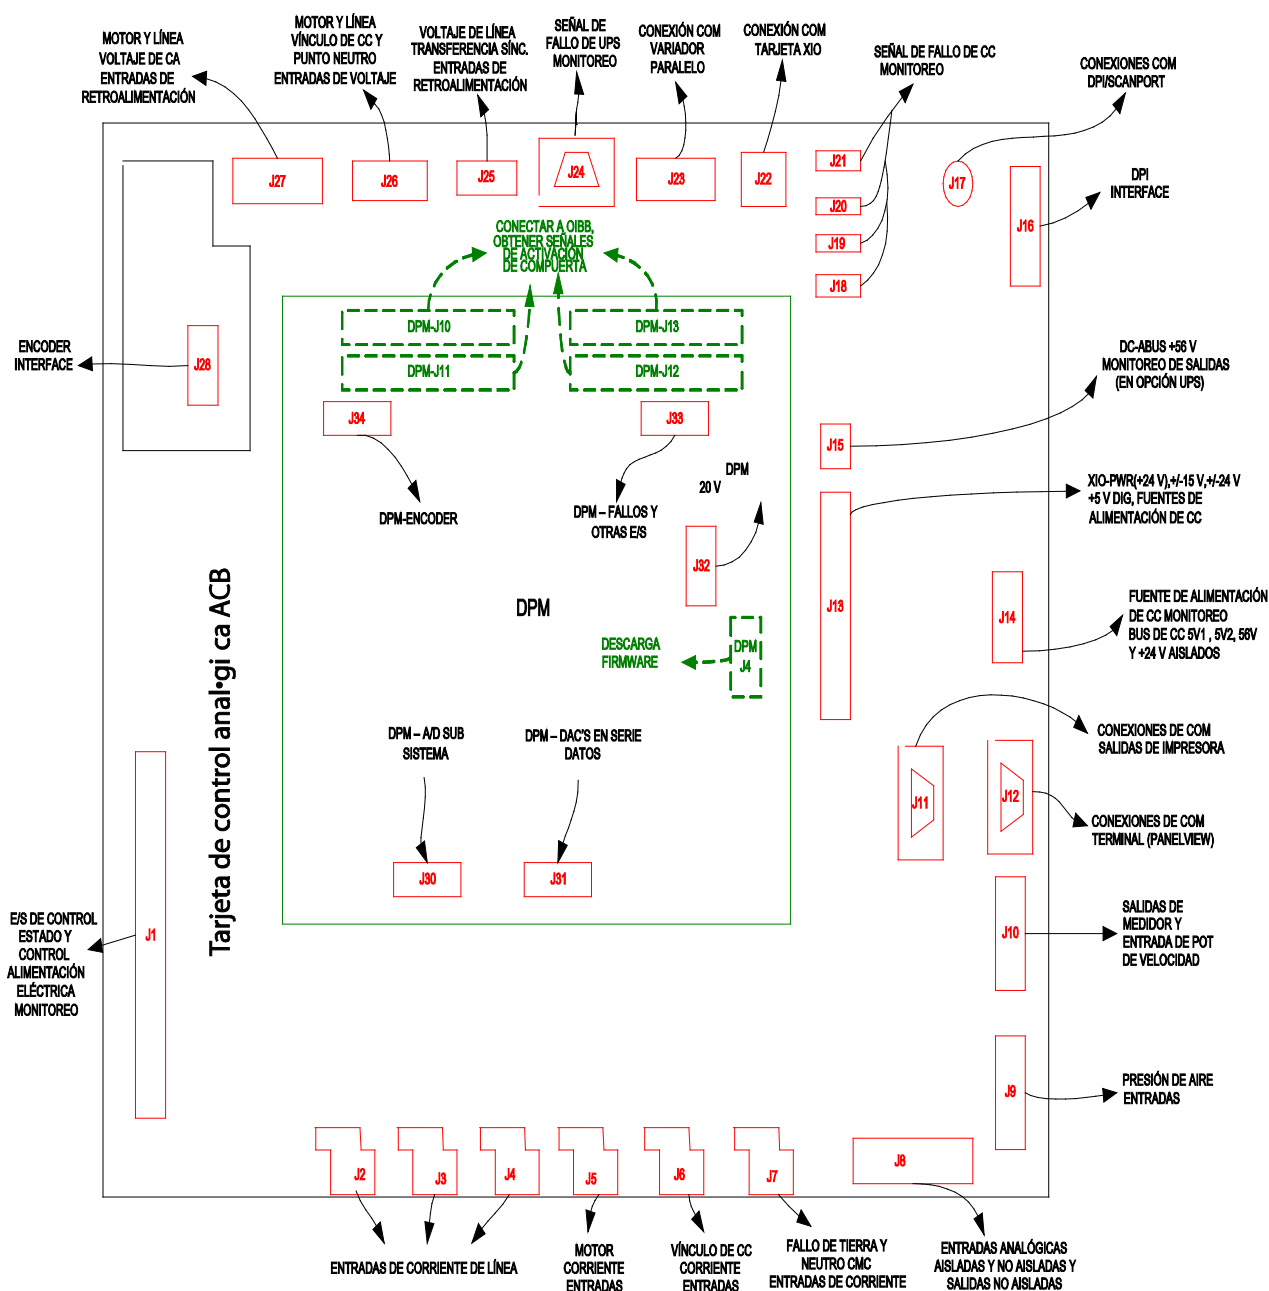 MOTOR Y LÍNEA
VOLTAJE DE CA
ENTRADAS DE
RETROALIMENTACIÓN
MOTOR Y LÍNEA
VÍNCULO DE CC Y
PUNTO NEUTRO
ENTRADAS DE VOLTAJE
VOLTAJE DE LÍNEA
TRANSFERENCIA SÍNC.
ENTRADAS DE
RETROALIMENTACIÓN
SEÑAL DE
FALLO DE UPS
MONITOREO
CONEXIÓN COM
VARIADOR
PARALELO
CONEXIÓN COM
TARJETA XIO
SEÑAL DE FALLO DE CC
MONITOREO
CONEXIONES COM
DPI/SCANPORT
J27
J26
J25
J24
J23
J22
J21
J20
J19
J18
J17
J16
DPI
INTERFACE
CONECTAR A OIBB,
OBTENER SEÑALES
DE ACTIVACIÓN
DE COMPUERTA
DPM-J10
DPM-J11
DPM-J13
DPM-J12
ENCODER
INTERFACE
J28
J34
J33
DPM-ENCODER
DPM – FALLOS Y
OTRAS E/S
DPM
20 V
J32
J15
DC-ABUS +56 V
MONITOREO DE SALIDAS
(EN OPCIÓN UPS)
J13
XIO-PWR(+24 V),+/-15 V,+/-24 V
+5 V DIG, FUENTES DE
ALIMENTACIÓN DE CC
J14
FUENTE DE ALIMENTACIÓN
DE CC MONITOREO
BUS DE CC 5V1 , 5V2, 56V
Y +24 V AISLADOS
DPM
DESCARGA
FIRMWARE
DPM
J4
Tarjeta de control anal•gi ca ACB
DPM – A/D SUB
SISTEMA
DPM – DAC'S EN SERIE
DATOS
J30
J31
J11
J12
CONEXIONES DE COM
SALIDAS DE IMPRESORA
CONEXIONES DE COM
TERMINAL (PANELVIEW)
J1
E/S DE CONTROL
ESTADO Y
CONTROL
ALIMENTACIÓN
ELÉCTRICA
MONITOREO
J10
SALIDAS DE
MEDIDOR Y
ENTRADA DE POT
DE VELOCIDAD
J9
PRESIÓN DE AIRE
ENTRADAS
J2
J3
J4
J5
J6
J7
J8
ENTRADAS DE CORRIENTE DE LÍNEA
MOTOR
CORRIENTE
ENTRADAS
VÍNCULO DE CC
CORRIENTE
ENTRADAS
FALLO DE TIERRA Y
NEUTRO CMC
ENTRADAS DE CORRIENTE
ENTRADAS ANALÓGICAS
AISLADAS Y NO AISLADAS Y
SALIDAS NO AISLADAS